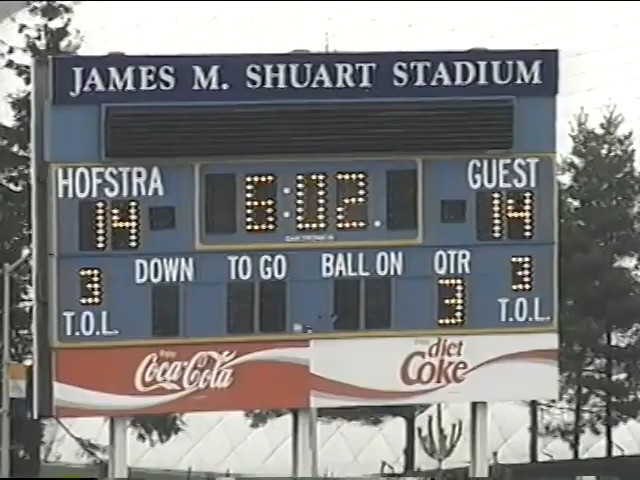 JAMES M. SHUART STADIUM
HOFSTRA
6:02.
GUEST
14
14
3
DOWN
TO GO
BALL ON
QTR
3
T.O.L.
3
T.O.L.
Enjoy
Coca-Cola
diet
Coke